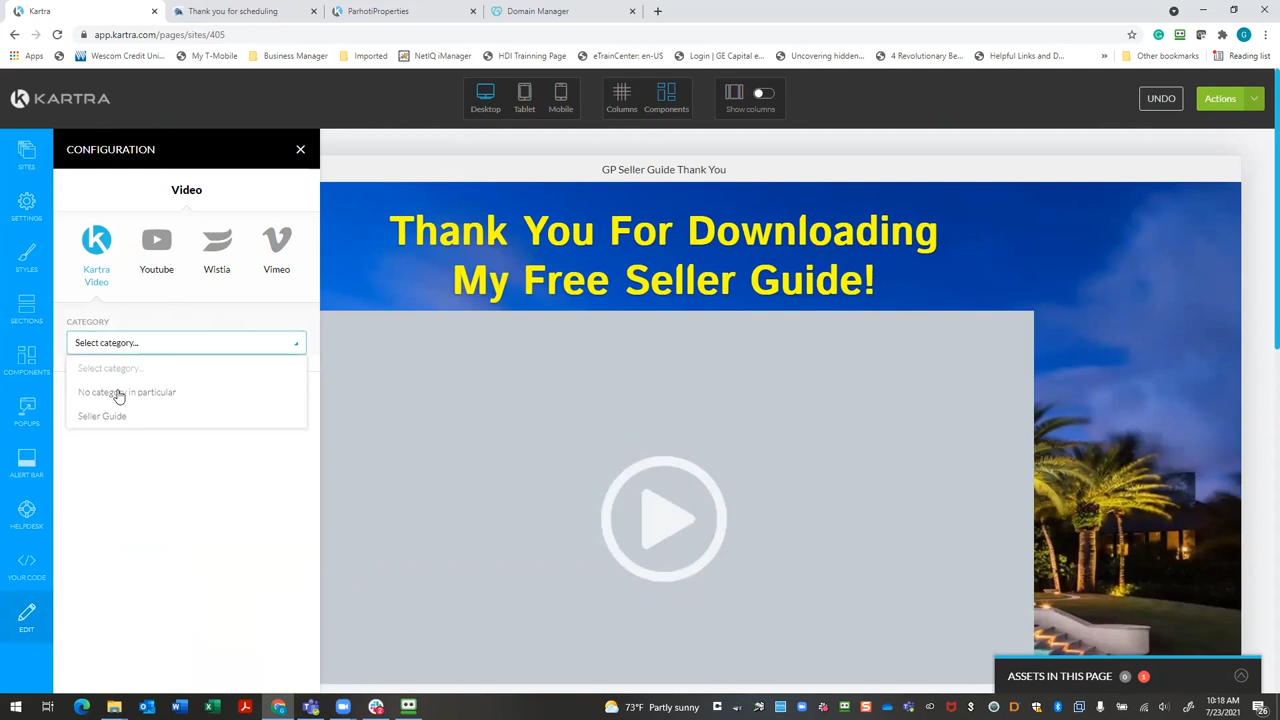 Kartra
Thank you for scheduling
ParhotiProperties
Domain Manager
app.kartra.com/pages/sites/405
Apps
Wescom Credit Uni...
My T-Mobile
Business Manager
Imported
NetIQ iManager
HDI Training Page
eTrainCenter: en-US
Login | GE Capital e...
Uncovering hidden...
4 Revolutionary Be...
Helpful Links and D...
Other bookmarks
Reading list
KARTRA
Desktop
Tablet
Mobile
Columns
Components
Show columns
UNDO
Actions
SITES
SETTINGS
STYLES
SECTIONS
COMPONENTS
POPUPS
ALERT BAR
HELPDESK
YOUR CODE
EDIT
CONFIGURATION
Video
Kartra
Video
Youtube
Wistia
Vimeo
CATEGORY
Select category...
Select category...
No category in particular
Seller Guide
GP Seller Guide Thank You
Thank You For Downloading
My Free Seller Guide!
ASSETS IN THIS PAGE 0 1
73°F Partly sunny
10:18 AM
7/23/2021